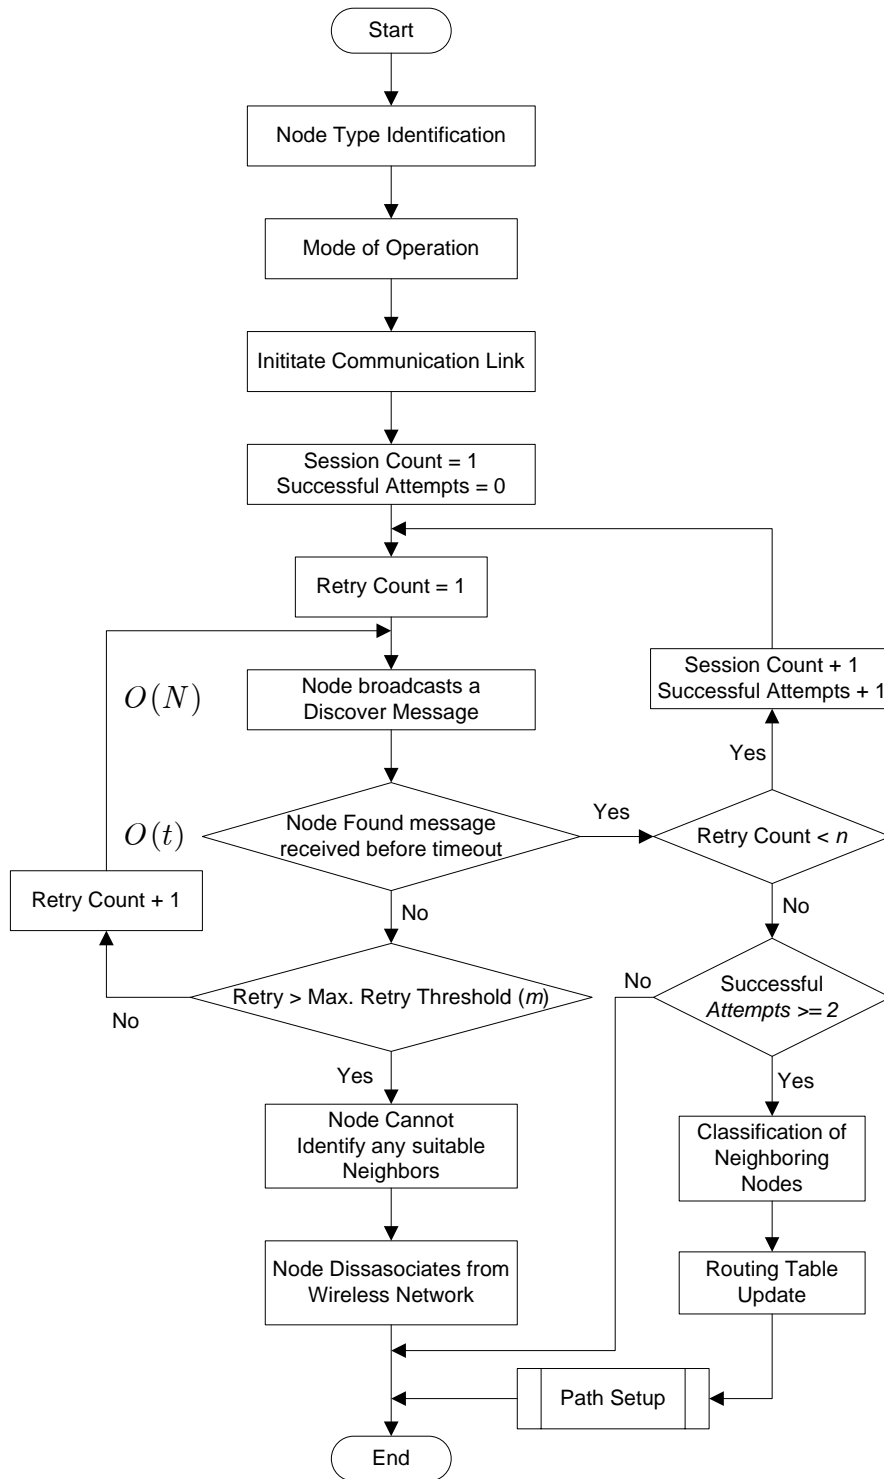 Start
Node Type Identification
Mode of Operation
Inititate Communication Link
Session Count = 1
Successful Attempts = 0
Retry Count = 1
O(N)
Node broadcasts a
Discover Message
Session Count + 1
Successful Attempts + 1
Yes
O(t)
Node Found message
received before timeout
Yes
Retry Count < n
Retry Count + 1
No
No
Retry > Max. Retry Threshold (m)
No
No
Successful
Attempts >= 2
Yes
Yes
Node Cannot
Identify any suitable
Neighbors
Classification of
Neighboring
Nodes
Node Dissasociates from
Wireless Network
Routing Table
Update
Path Setup
End